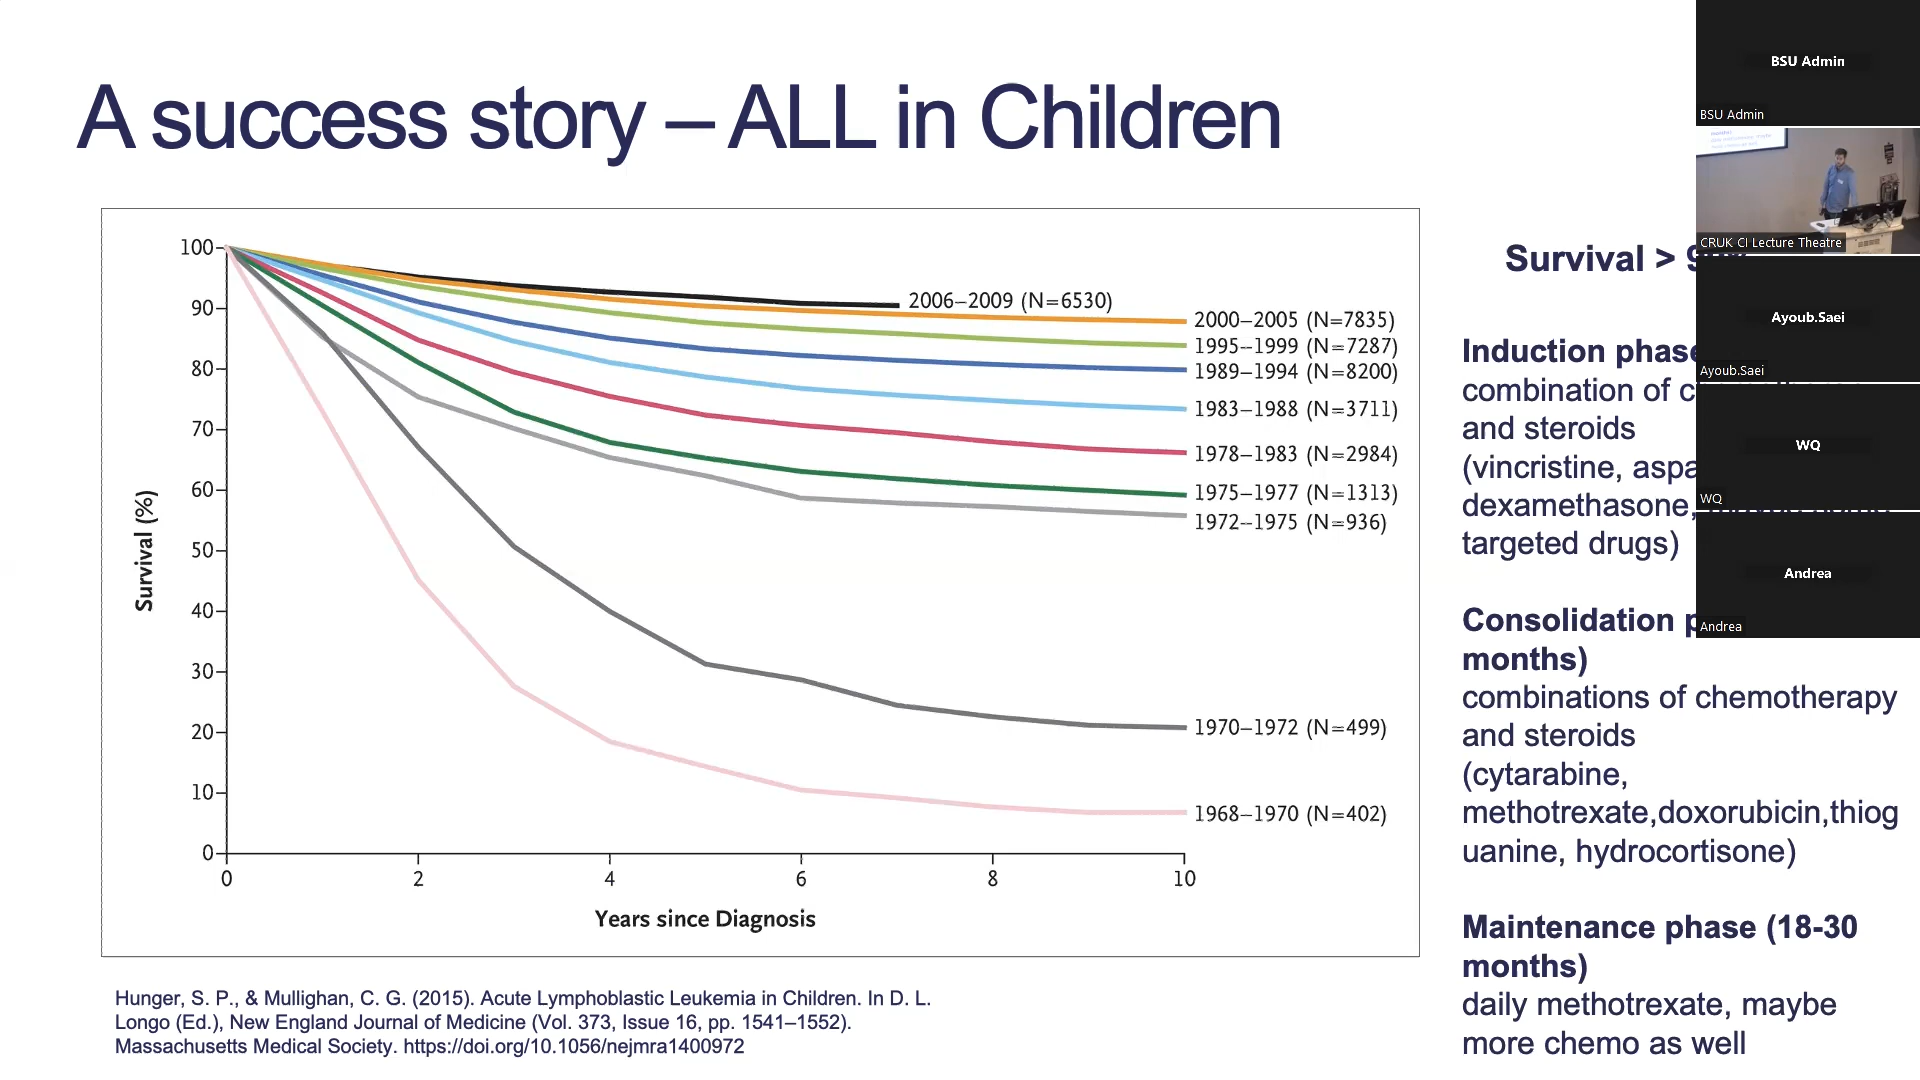 A success story – ALL in Children
100
90
80
70
60
50
40
30
20
10
0
0 2 4 6 8 10
Survival (%)
Years since Diagnosis
2006–2009 (N=6530)
2000–2005 (N=7835)
1995–1999 (N=7287)
1989–1994 (N=8200)
1983–1988 (N=3711)
1978–1983 (N=2984)
1975–1977 (N=1313)
1972–1975 (N=936)
1970–1972 (N=499)
1968–1970 (N=402)
Hunger, S. P., & Mullighan, C. G. (2015). Acute Lymphoblastic Leukemia in Children. In D. L.
Longo (Ed.), New England Journal of Medicine (Vol. 373, Issue 16, pp. 1541–1552).
Massachusetts Medical Society. https://doi.org/10.1056/nejmra1400972
Survival >
Induction phase
combination of
and steroids
(vincristine,
dexamethasone,
targeted drugs)
Consolidation
months)
combinations of chemotherapy
and steroids
(cytarabine,
methotrexate,doxorubicin,thiog
uanine, hydrocortisone)
Maintenance phase (18-30
months)
daily methotrexate, maybe
more chemo as well
BSU Admin
BSU Admin
CRUK CI Lecture Theatre
Ayoub.Saei
Ayoub.Saei
WQ
WQ
Andrea
Andrea